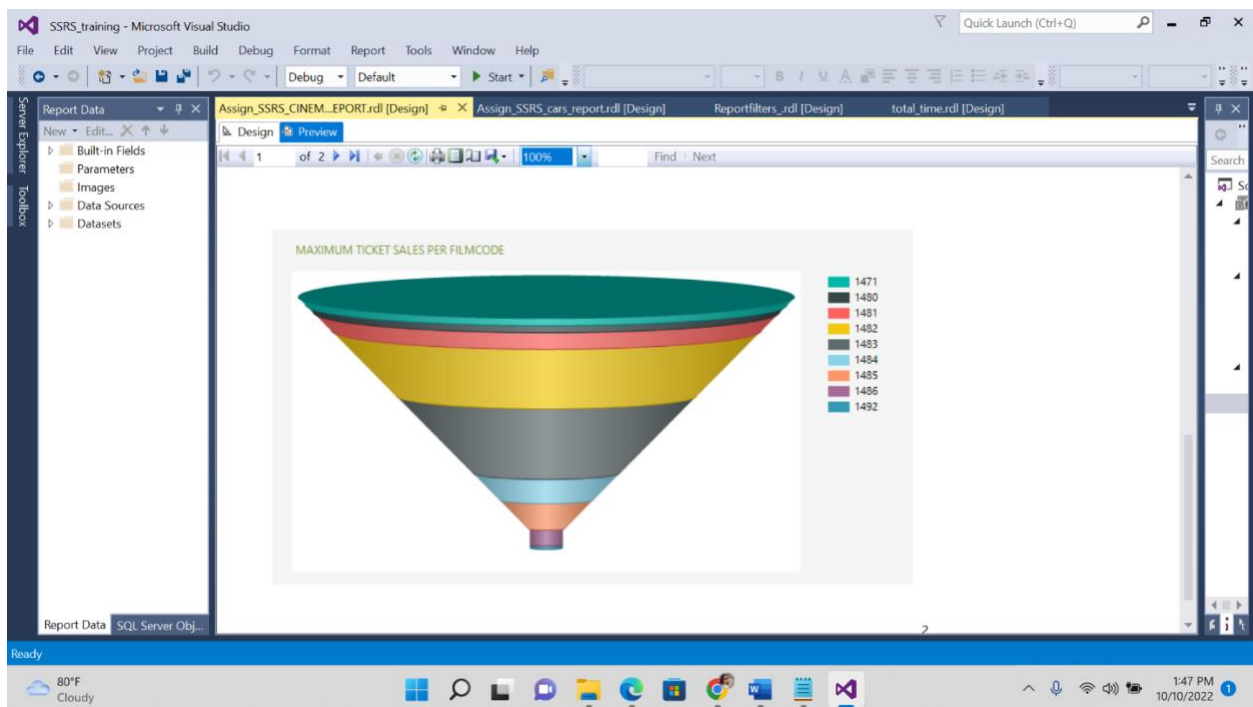 SSRS_training - Microsoft Visual Studio
Quick Launch (Ctrl+Q)
File Edit View Project Build Debug Format Report Tools Window Help
Debug Default Start
B I U A
Server Explorer
Toolbox
Report Data
New Edit...
Built-in Fields
Parameters
Images
Data Sources
Datasets
Report Data SQL Server Obj...
Assign_SSRS_CINEM...EPORT.rdl [Design] Assign_SSRS_cars_report.rdl [Design] Reportfilters_.rdl [Design] total_time.rdl [Design]
Design Preview
1 of 2 100% Find Next
MAXIMUM TICKET SALES PER FILMCODE
1471
1480
1481
1482
1483
1484
1485
1486
1492
Search
Ready
80°F
Cloudy
1:47 PM
10/10/2022
1